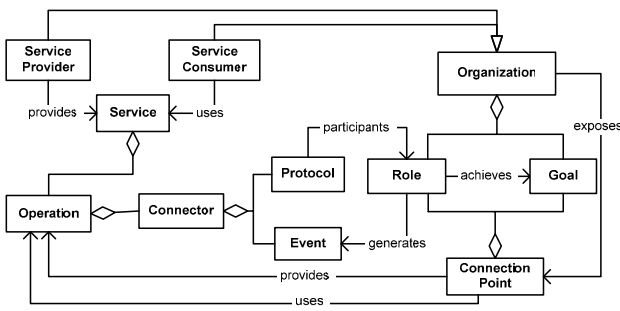 Service
Provider
Service
Consumer
Organization
provides
Service
uses
exposes
participants
Protocol
Role
achieves
Goal
Operation
Connector
Event
generates
Connection
Point
provides
uses